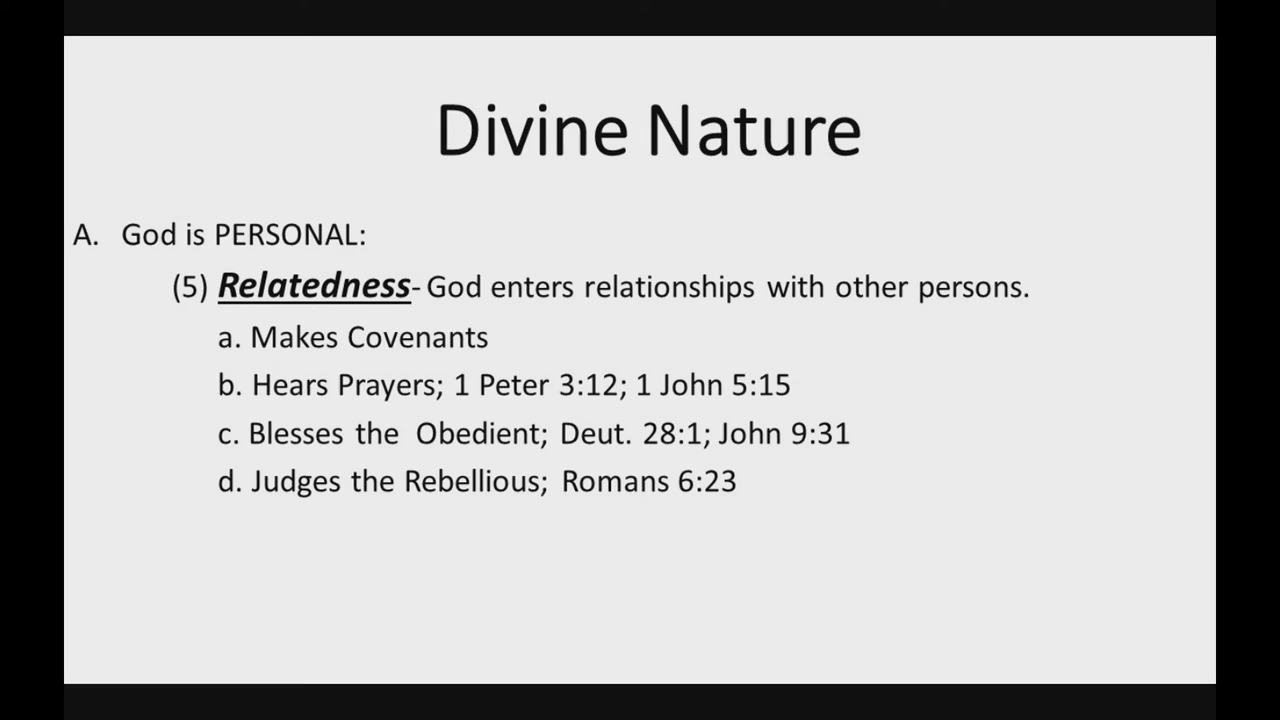 Divine Nature
A. God is PERSONAL:
(5) Relatedness- God enters relationships with other persons.
a. Makes Covenants
b. Hears Prayers; 1 Peter 3:12; 1 John 5:15
c. Blesses the Obedient; Deut. 28:1; John 9:31
d. Judges the Rebellious; Romans 6:23